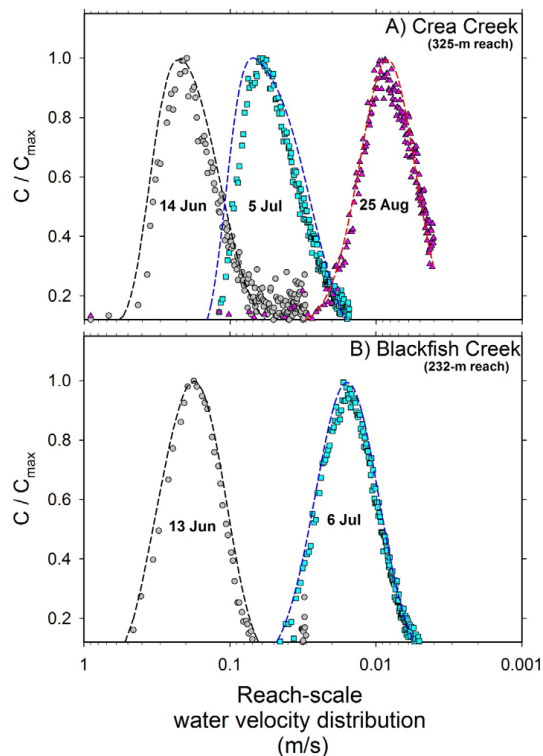 A) Crea Creek
(325-m reach)
1.0
0.8
0.6
0.4
0.2
C / Cmax
14 Jun
5 Jul
25 Aug
B) Blackfish Creek
(232-m reach)
1.0
0.8
0.6
0.4
0.2
C / Cmax
13 Jun
6 Jul
1
0.1
0.01
0.001
Reach-scale
water velocity distribution
(m/s)